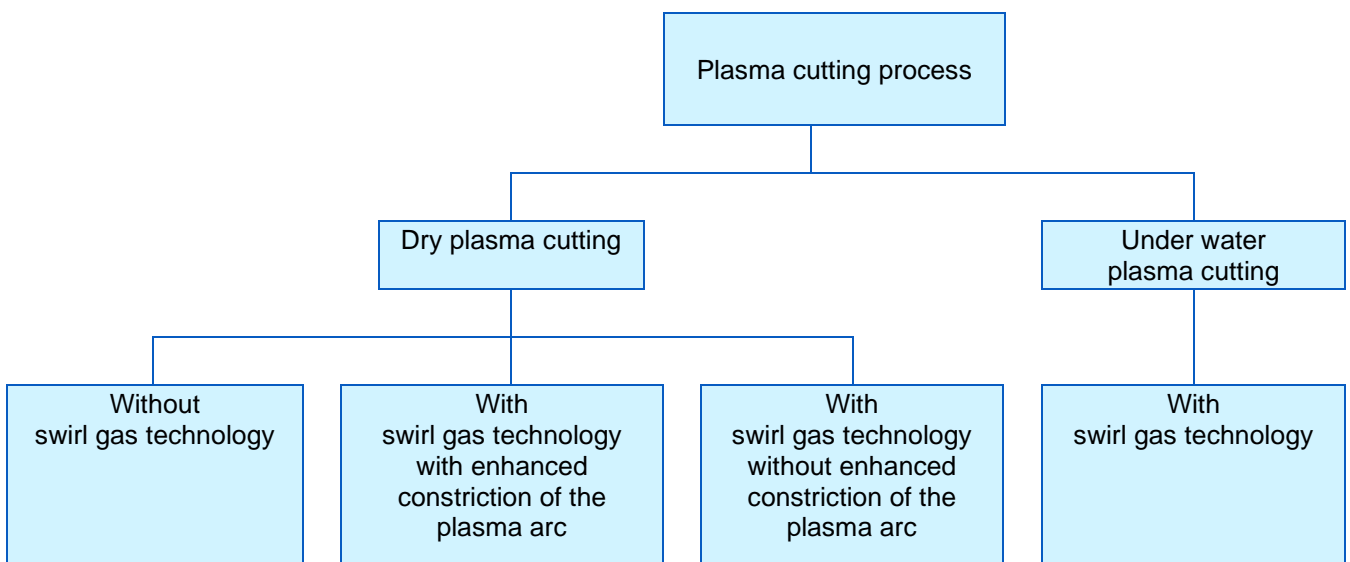 Plasma cutting process
Dry plasma cutting
Under water
plasma cutting
Without
swirl gas technology
With
swirl gas technology
with enhanced
constriction of the
plasma arc
With
swirl gas technology
without enhanced
constriction of the
plasma arc
With
swirl gas technology